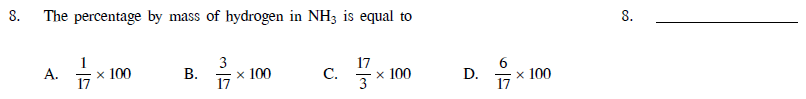 8. The percentage by mass of hydrogen in NH₃ is equal to 8. ____________
A. 1/17 × 100 B. 3/17 × 100 C. 17/3 × 100 D. 6/17 × 100